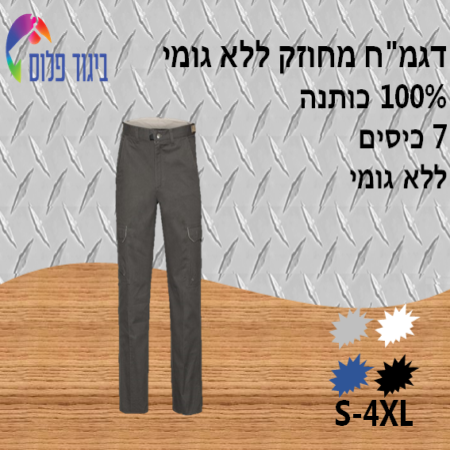 ביגוד פלוס
דגמ"ח מחוזק ללא גומי
100% כותנה
7 כיסים
ללא גומי
S-4XL